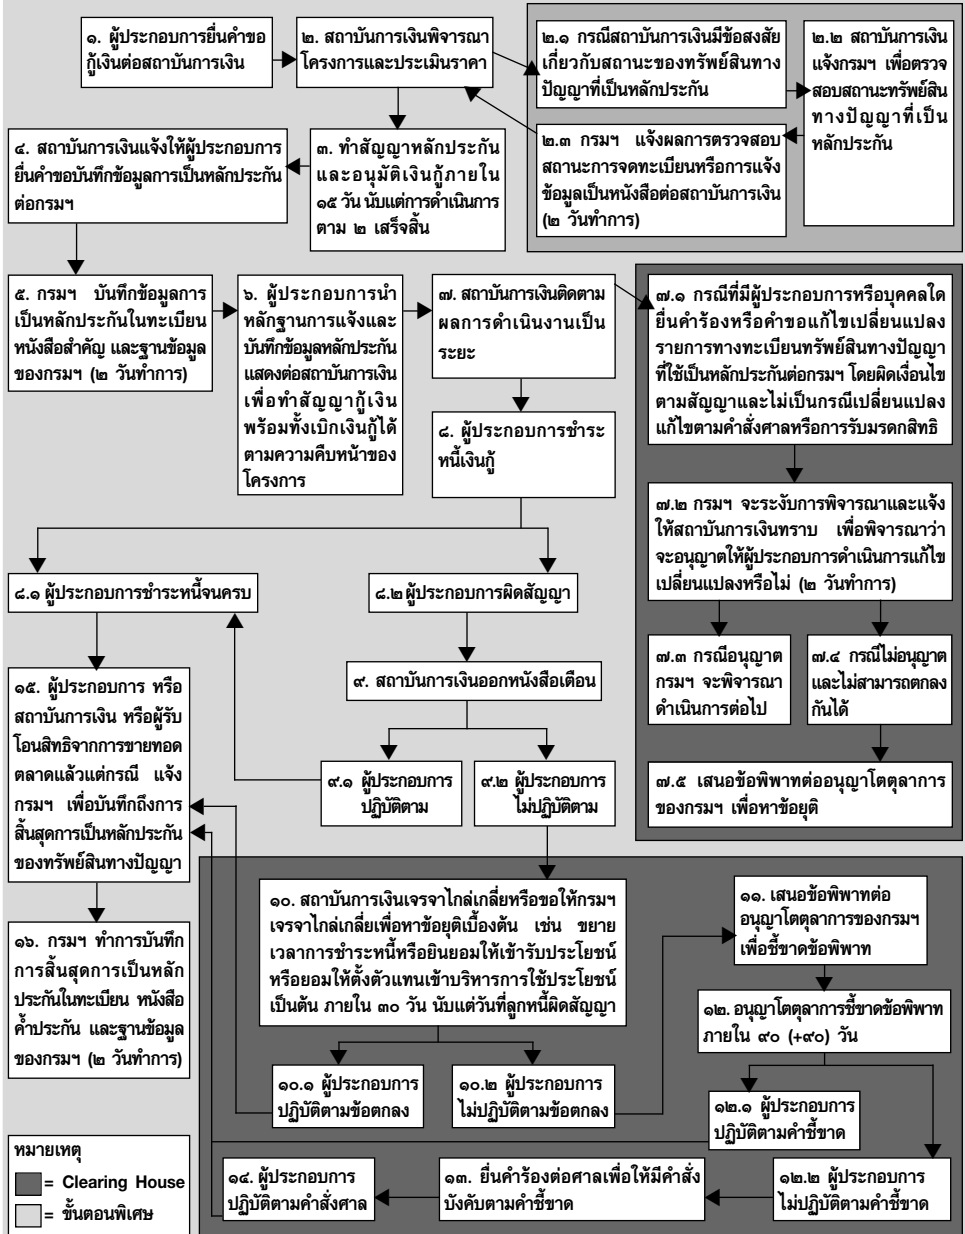 ๑. ผู้ประกอบการยื่นคำขอ
กู้เงินต่อสถาบันการเงิน
๒. สถาบันการเงินพิจารณา
โครงการและประเมินราคา
๒.๑ กรณีสถาบันการเงินมีข้อสงสัย
เกี่ยวกับสถานะของทรัพย์สินทาง
ปัญญาที่เป็นหลักประกัน
๒.๒ สถาบันการเงิน
แจ้งกรมฯ เพื่อตรวจ
สอบสถานะทรัพย์สิน
ทางปัญญาที่เป็น
หลักประกัน
๒.๓ กรมฯ แจ้งผลการตรวจสอบ
สถานะการจดทะเบียนหรือการแจ้ง
ข้อมูลเป็นหนังสือต่อสถาบันการเงิน
(๒ วันทำการ)
๓. ทำสัญญาหลักประกัน
และอนุมัติเงินกู้ภายใน
๑๕ วัน นับแต่การดำเนินการ
ตาม ๒ เสร็จสิ้น
๔. สถาบันการเงินแจ้งให้ผู้ประกอบการ
ยื่นคำขอบันทึกข้อมูลการเป็นหลักประกัน
ต่อกรมฯ
๕. กรมฯ บันทึกข้อมูลการ
เป็นหลักประกันในทะเบียน
หนังสือสำคัญ และฐานข้อมูล
ของกรมฯ (๒ วันทำการ)
๖. ผู้ประกอบการนำ
หลักฐานการแจ้งและ
บันทึกข้อมูลหลักประกัน
แสดงต่อสถาบันการเงิน
เพื่อทำสัญญากู้เงิน
พร้อมทั้งเบิกเงินกู้ได้
ตามความคืบหน้าของ
โครงการ
๗. สถาบันการเงินติดตาม
ผลการดำเนินงานเป็น
ระยะ
๗.๑ กรณีที่มีผู้ประกอบการหรือบุคคลใด
ยื่นคำร้องหรือคำขอแก้ไขเปลี่ยนแปลง
รายการทางทะเบียนทรัพย์สินทางปัญญา
ที่ใช้เป็นหลักประกันต่อกรมฯ โดยผิดเงื่อนไข
ตามสัญญาและไม่เป็นกรณีเปลี่ยนแปลง
แก้ไขตามคำสั่งศาลหรือการรับมรดกสิทธิ
๗.๒ กรมฯ จะระงับการพิจารณาและแจ้ง
ให้สถาบันการเงินทราบ เพื่อพิจารณาว่า
จะอนุญาตให้ผู้ประกอบการดำเนินการแก้ไข
เปลี่ยนแปลงหรือไม่ (๒ วันทำการ)
๗.๓ กรณีอนุญาต
กรมฯ จะพิจารณา
ดำเนินการต่อไป
๗.๔ กรณีไม่อนุญาต
และไม่สามารถตกลง
กันได้
๗.๕ เสนอข้อพิพาทต่ออนุญาโตตุลาการ
ของกรมฯ เพื่อหาข้อยุติ
๘. ผู้ประกอบการชำระ
หนี้เงินกู้
๘.๑ ผู้ประกอบการชำระหนี้จนครบ
๘.๒ ผู้ประกอบการผิดสัญญา
๙. สถาบันการเงินออกหนังสือเตือน
๙.๑ ผู้ประกอบการ
ปฏิบัติตาม
๙.๒ ผู้ประกอบการ
ไม่ปฏิบัติตาม
๑๕. ผู้ประกอบการ หรือ
สถาบันการเงิน หรือผู้รับ
โอนสิทธิจากการขายทอด
ตลาดแล้วแต่กรณี แจ้ง
กรมฯ เพื่อบันทึกถึงการ
สิ้นสุดการเป็นหลักประกัน
ของทรัพย์สินทางปัญญา
๑๖. กรมฯ ทำการบันทึก
การสิ้นสุดการเป็นหลัก
ประกันในทะเบียน หนังสือ
ค้ำประกัน และฐานข้อมูล
ของกรมฯ (๒ วันทำการ)
๑๐. สถาบันการเงินเจรจาไกล่เกลี่ยหรือขอให้กรมฯ
เจรจาไกล่เกลี่ยเพื่อหาข้อยุติเบื้องต้น เช่น ขยาย
เวลาการชำระหนี้หรือยินยอมให้เข้ารับประโยชน์
หรือยอมให้ตั้งตัวแทนเข้าบริหารการใช้ประโยชน์
เป็นต้น ภายใน ๓๐ วัน นับแต่วันที่ลูกหนี้ผิดสัญญา
๑๐.๑ ผู้ประกอบการ
ปฏิบัติตามข้อตกลง
๑๐.๒ ผู้ประกอบการ
ไม่ปฏิบัติตามข้อตกลง
๑๑. เสนอข้อพิพาทต่อ
อนุญาโตตุลาการของกรมฯ
เพื่อชี้ขาดข้อพิพาท
๑๒. อนุญาโตตุลาการชี้ขาดข้อพิพาท
ภายใน ๙๐ (+๙๐) วัน
๑๒.๑ ผู้ประกอบการ
ปฏิบัติตามคำชี้ขาด
๑๒.๒ ผู้ประกอบการ
ไม่ปฏิบัติตามคำชี้ขาด
๑๓. ยื่นคำร้องต่อศาลเพื่อให้มีคำสั่ง
บังคับตามคำชี้ขาด
๑๔. ผู้ประกอบการ
ปฏิบัติตามคำสั่งศาล
หมายเหตุ
= Clearing House
= ขั้นตอนพิเศษ